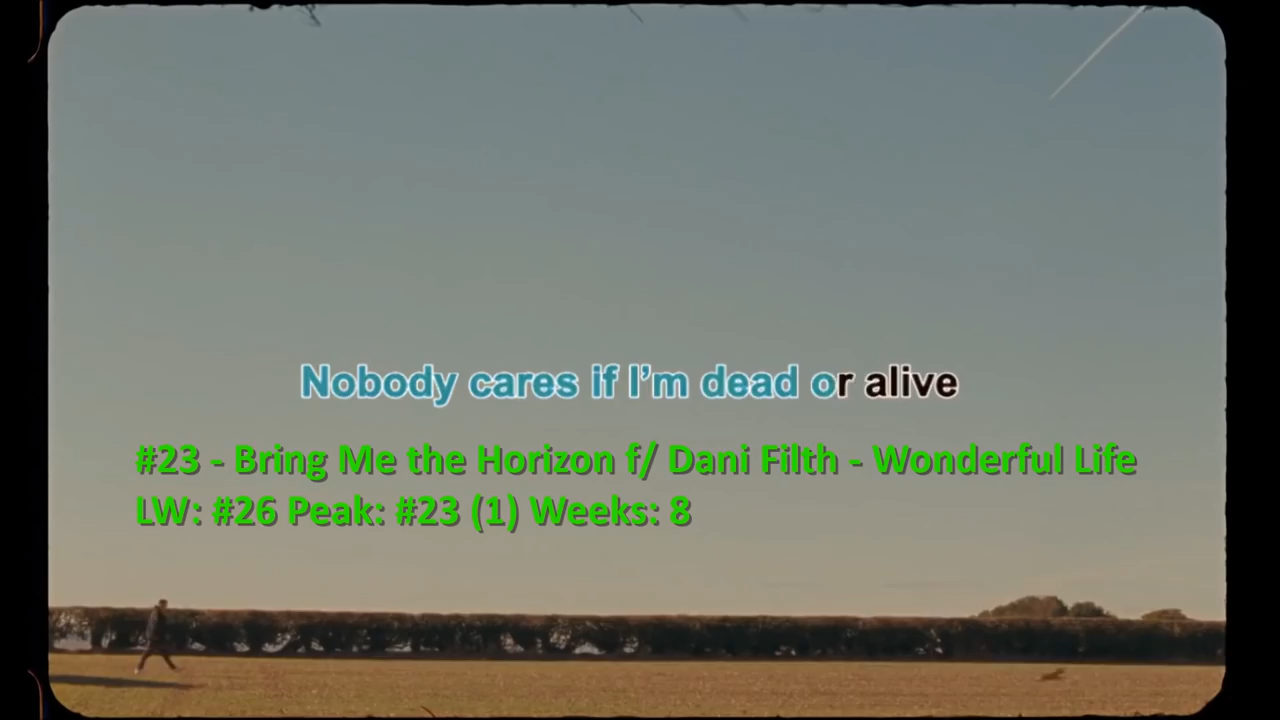 Nobody cares if I’m dead or alive
#23 - Bring Me the Horizon f/ Dani Filth - Wonderful Life
LW: #26 Peak: #23 (1) Weeks: 8